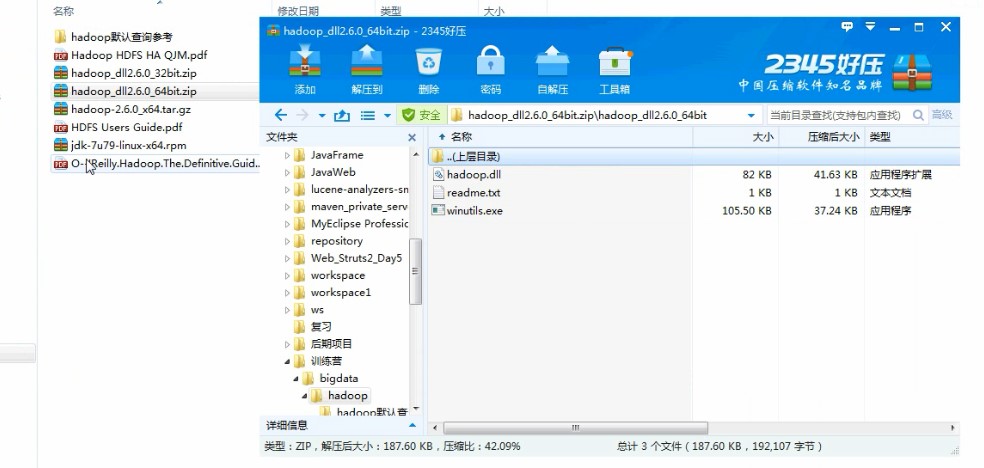 名称
修改日期
类型
大小
hadoop默认查询参考
Hadoop HDFS HA QJM.pdf
hadoop_dll2.6.0_32bit.zip
hadoop_dll2.6.0_64bit.zip
hadoop-2.6.0_x64.tar.gz
HDFS Users Guide.pdf
jdk-7u79-linux-x64.rpm
O-'Reilly.Hadoop.The.Definitive.Guid...
hadoop_dll2.6.0_64bit.zip - 2345好压
添加
解压到
删除
密码
自解压
工具箱
2345好压
中国压缩软件知名品牌
安全
hadoop_dll2.6.0_64bit.zip\hadoop_dll2.6.0_64bit
当前目录查找(支持包内查找)
高级
文件夹
JavaFrame
JavaWeb
lucene-analyzers-sn
maven_private_serv
MyEclipse Professic
repository
Web_Struts2_Day5
workspace
workspace1
ws
复习
后期项目
训练营
bigdata
hadoop
hadoop默认查
名称 大小 压缩后大小 类型
..(上层目录)
hadoop.dll 82 KB 41.63 KB 应用程序扩展
readme.txt 1 KB 1 KB 文本文档
winutils.exe 105.50 KB 37.24 KB 应用程序
详细信息
类型：ZIP，解压后大小：187.60 KB，压缩比：42.09%
总计 3 个文件（187.60 KB，192,107 字节）